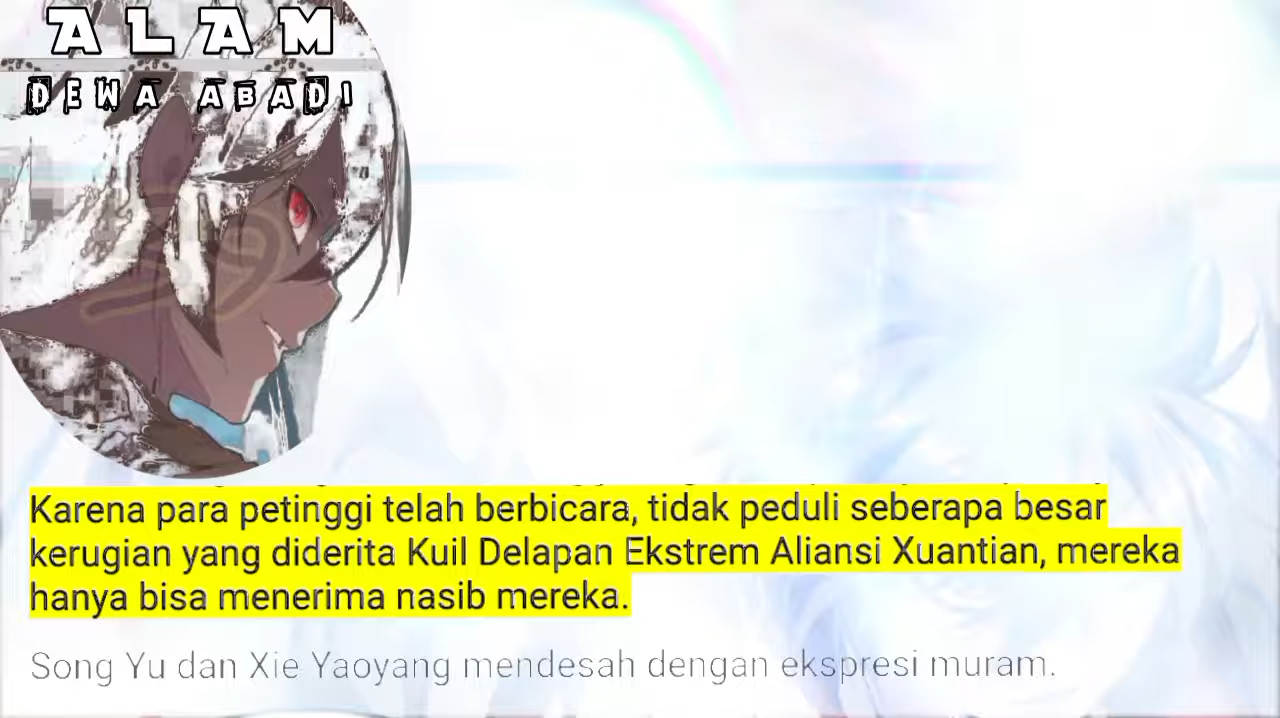 ALAM
DEWA ABADI
Karena para petinggi telah berbicara, tidak peduli seberapa besar
kerugian yang diderita Kuil Delapan Ekstrem Aliansi Xuantian, mereka
hanya bisa menerima nasib mereka.
Song Yu dan Xie Yaoyang mendesah dengan ekspresi muram.